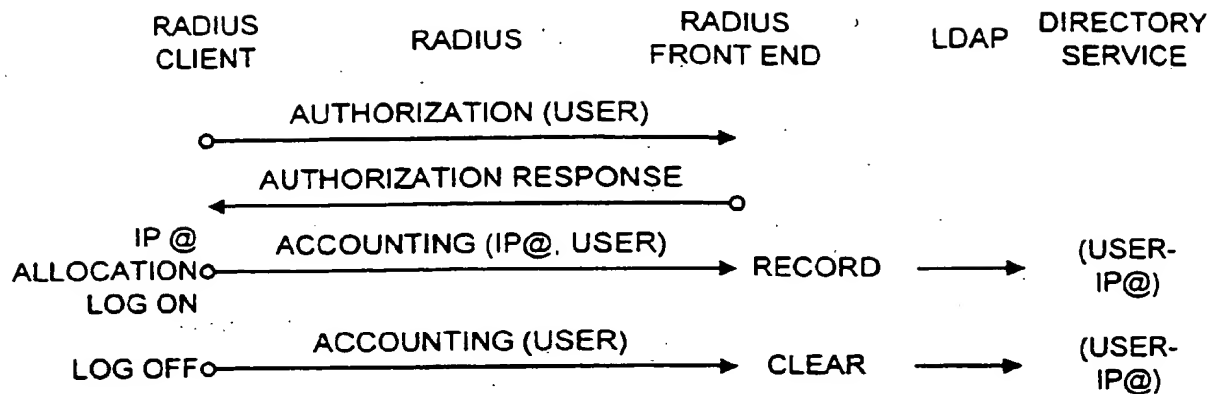 RADIUS CLIENT RADIUS RADIUS FRONT END LDAP DIRECTORY SERVICE
AUTHORIZATION (USER)
AUTHORIZATION RESPONSE
IP @
ALLOCATION
LOG ON
ACCOUNTING (IP@, USER)
RECORD
(USER-
IP@)
LOG OFF
ACCOUNTING (USER)
CLEAR
(USER-
IP@)